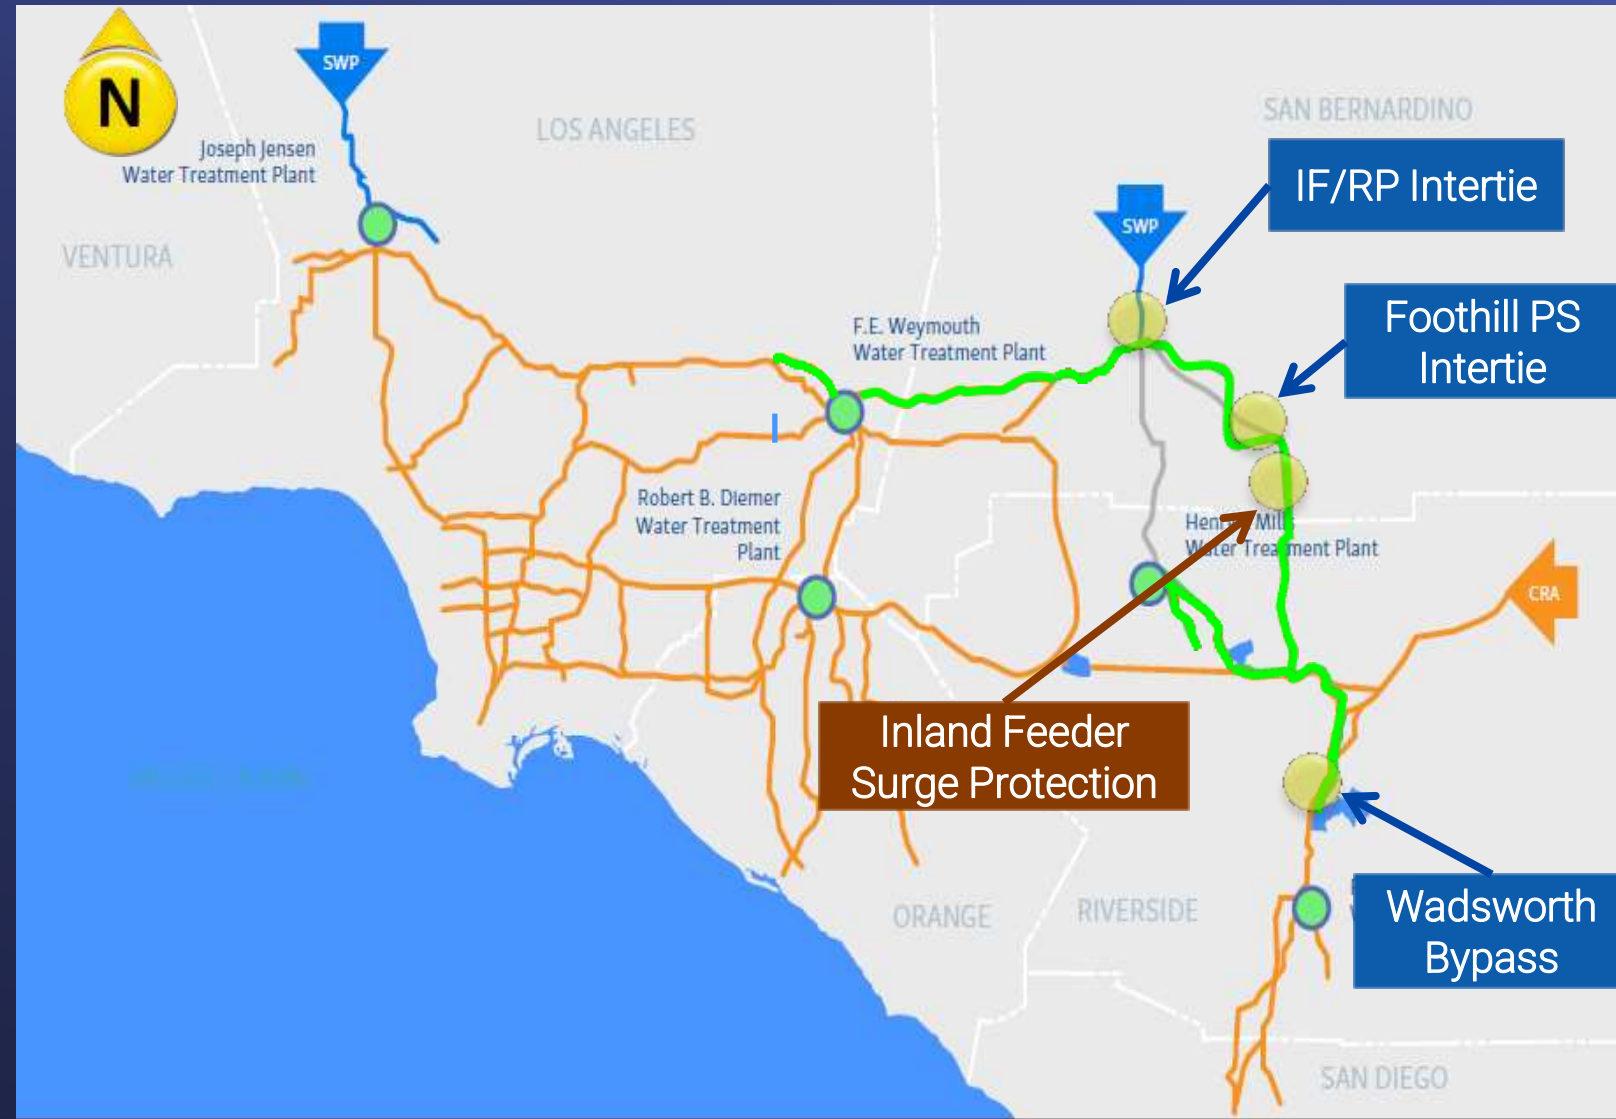 N
SWP
Joseph Jensen
Water Treatment Plant
LOS ANGELES
SAN BERNARDINO
IF/RP Intertie
VENTURA
SWP
Foothill PS
Intertie
F.E. Weymouth
Water Treatment Plant
Robert B. Diemer
Water Treatment
Plant
Mills
Water Treatment Plant
CRA
Inland Feeder
Surge Protection
Wadsworth
Bypass
ORANGE
RIVERSIDE
SAN DIEGO